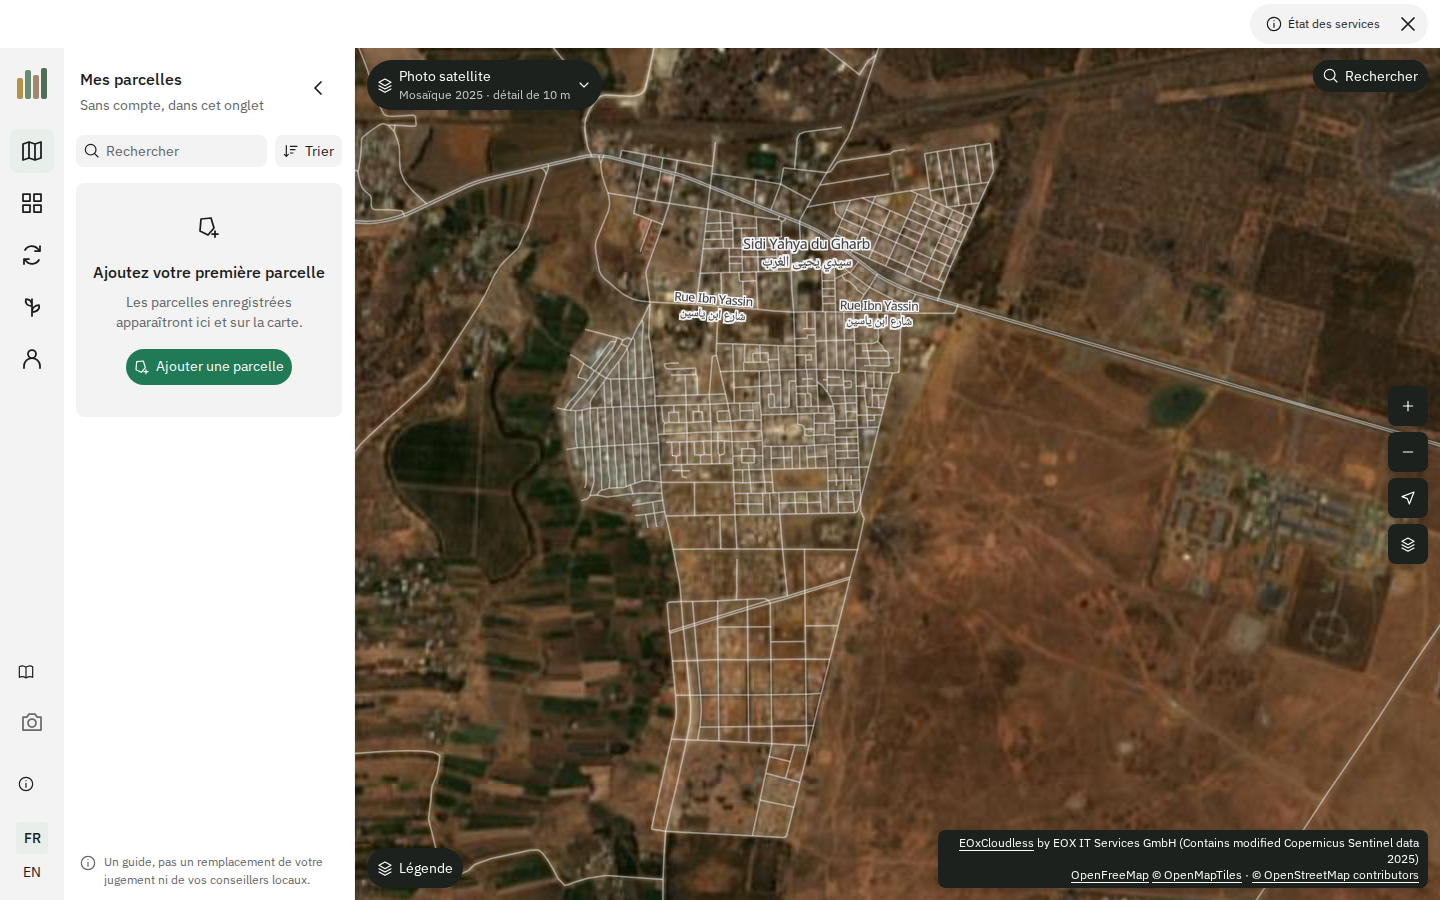 État des services
Mes parcelles
Sans compte, dans cet onglet
Rechercher
Trier
Ajoutez votre première parcelle
Les parcelles enregistrées
apparaîtront ici et sur la carte.
Ajouter une parcelle
FR
EN
Un guide, pas un remplacement de votre
jugement ni de vos conseillers locaux.
Photo satellite
Mosaïque 2025 · détail de 10 m
Rechercher
Sidi Yahya du Gharb
سيدي يحيى الغرب
Rue Ibn Yassin
شارع ابن ياسين
Rue Ibn Yassin
شارع ابن ياسين
Légende
EOxCloudless by EOX IT Services GmbH (Contains modified Copernicus Sentinel data
2025)
OpenFreeMap © OpenMapTiles · © OpenStreetMap contributors